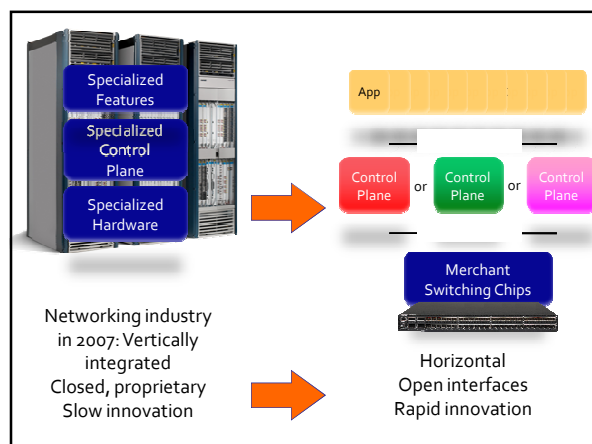 Specialized
Features
Specialized
Control
Plane
Specialized
Hardware
Networking industry
in 2007: Vertically
integrated
Closed, proprietary
Slow innovation
App
Control
Plane
or
Control
Plane
or
Control
Plane
Merchant
Switching Chips
Horizontal
Open interfaces
Rapid innovation